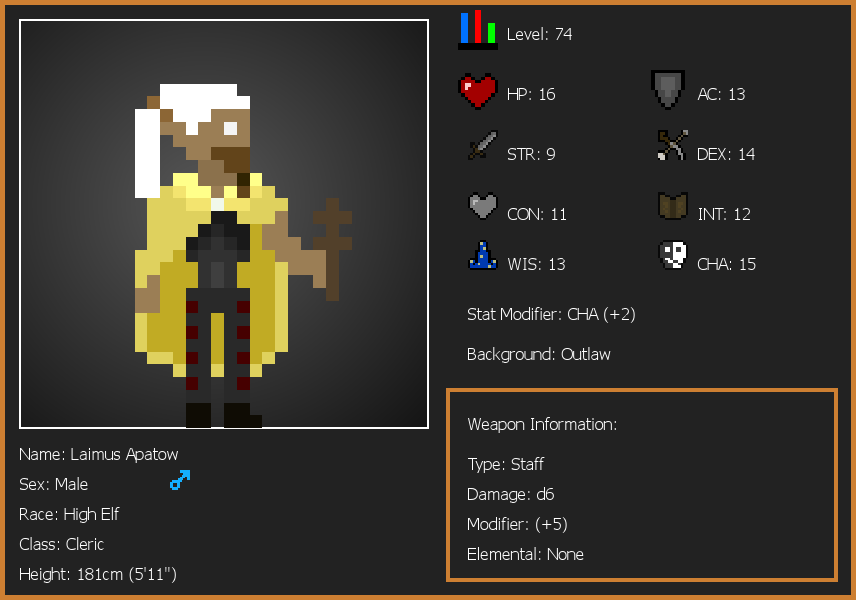 Level: 74
HP: 16
AC: 13
STR: 9
DEX: 14
CON: 11
INT: 12
WIS: 13
CHA: 15
Stat Modifier: CHA (+2)
Background: Outlaw
Weapon Information:
Type: Staff
Damage: d6
Modifier: (+5)
Elemental: None
Name: Laimus Apatow
Sex: Male
Race: High Elf
Class: Cleric
Height: 181cm (5'11")